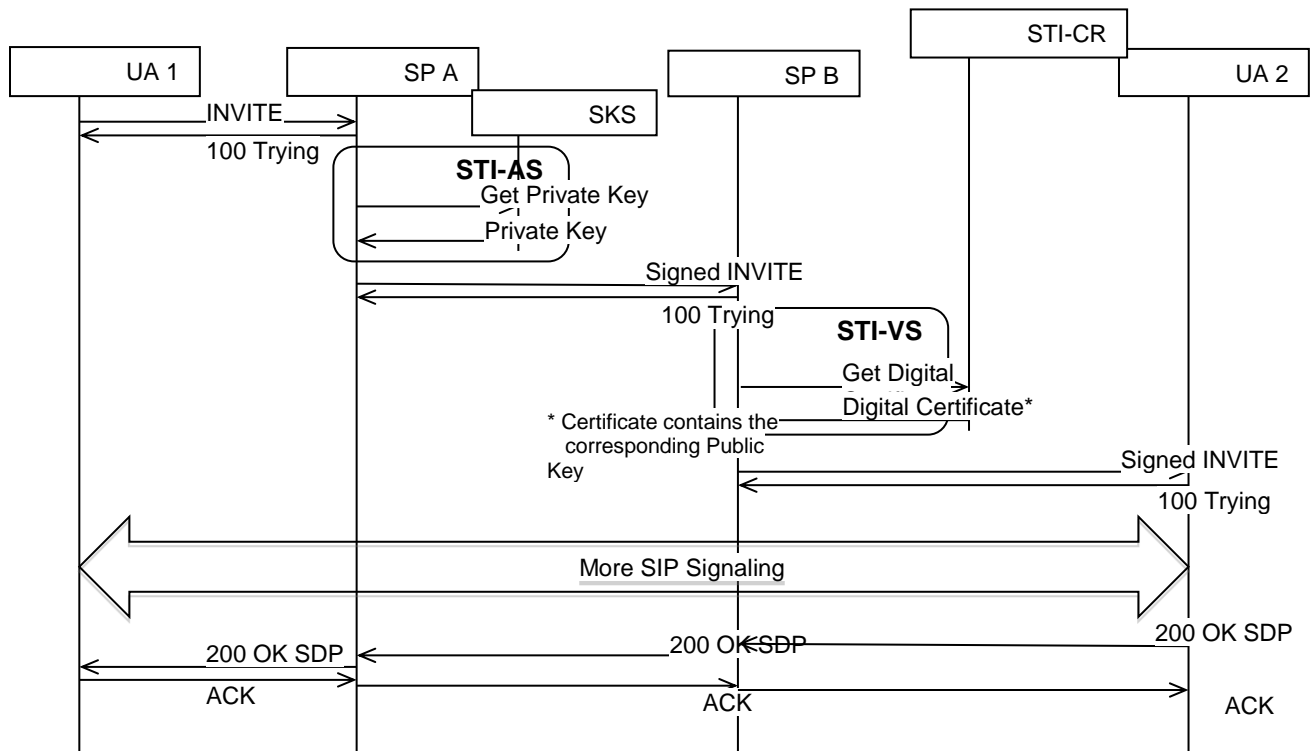 STI-CR
UA 1
SP A
SP B
UA 2
SKS
INVITE
100 Trying
STI-AS
Get Private Key
Private Key
Signed INVITE
100 Trying
STI-VS
Get Digital
Digital Certificate*
* Certificate contains the
corresponding Public
Key
Signed INVITE
100 Trying
More SIP Signaling
200 OK SDP
200 OK SDP
200 OK SDP
ACK
ACK
ACK